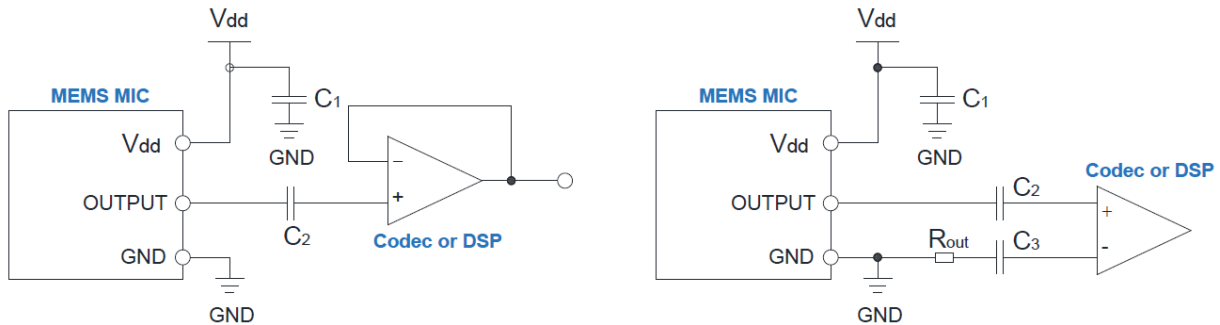 Vdd
MEMS MIC
C1
Vdd
GND
OUTPUT
C2
−
+
Codec or DSP
GND
GND
Vdd
MEMS MIC
C1
Vdd
GND
Codec or DSP
OUTPUT
C2
+
GND
Rout
C3
-
GND